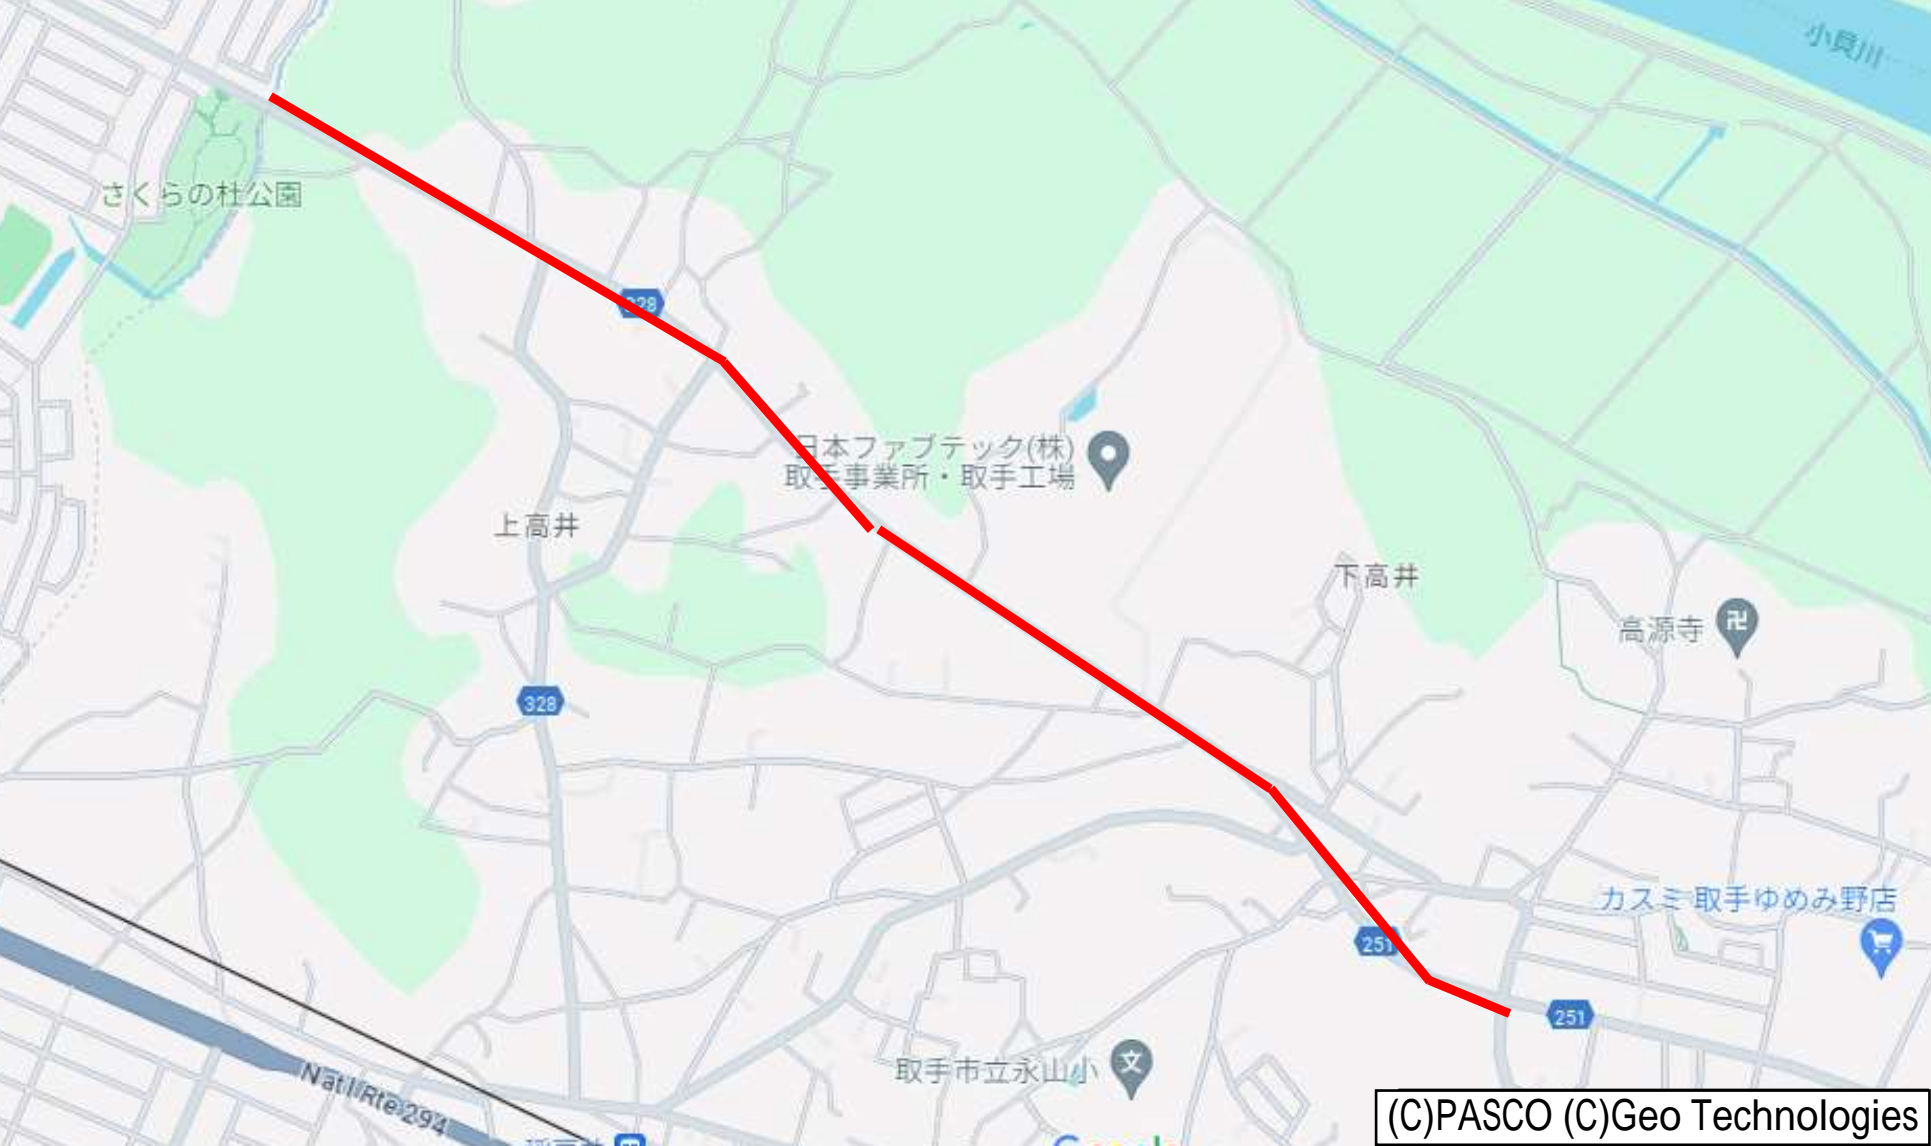 小貝川
さくらの杜公園
328
日本ファブテック(株)
取手事業所・取手工場
上高井
下高井
高源寺
卍
328
カスミ 取手ゆめみ野店
251
251
取手市立永山小
文
Nat'l Rte 294
(C)PASCO (C)Geo Technologies